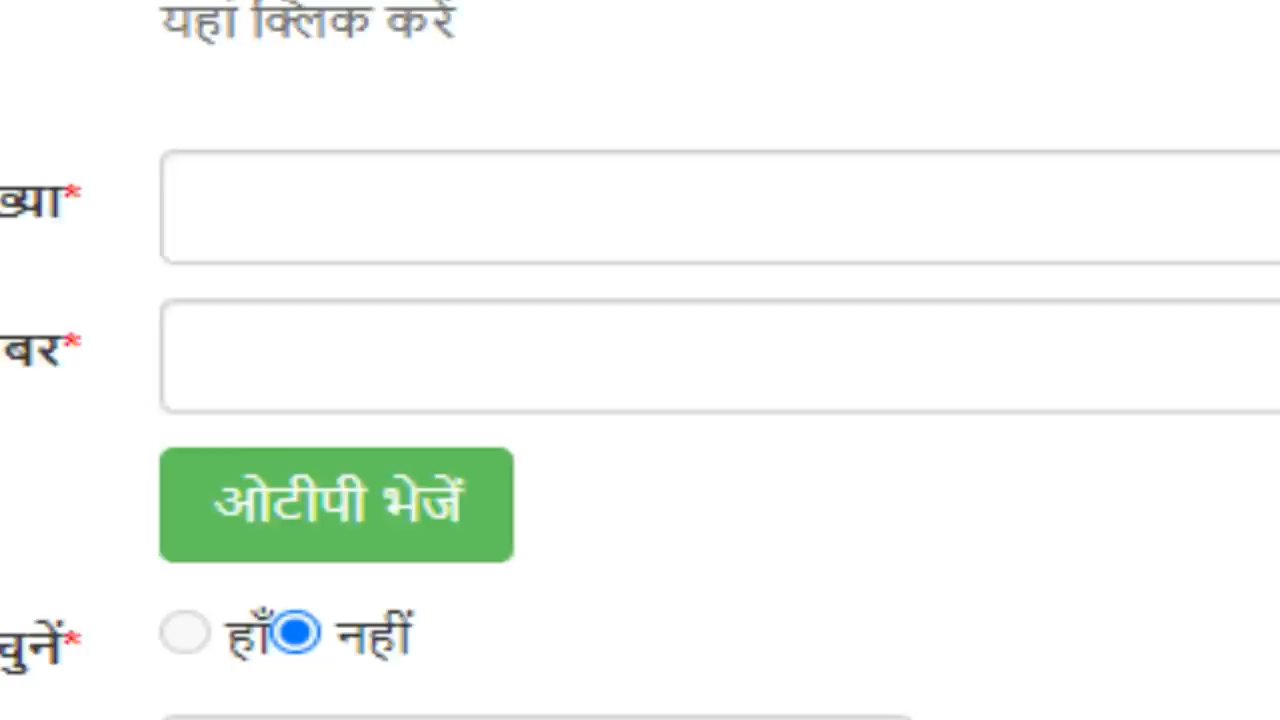 यहां क्लिक करें
ख्या*
बर*
ओटीपी भेजें
चुनें* हाँ नहीं